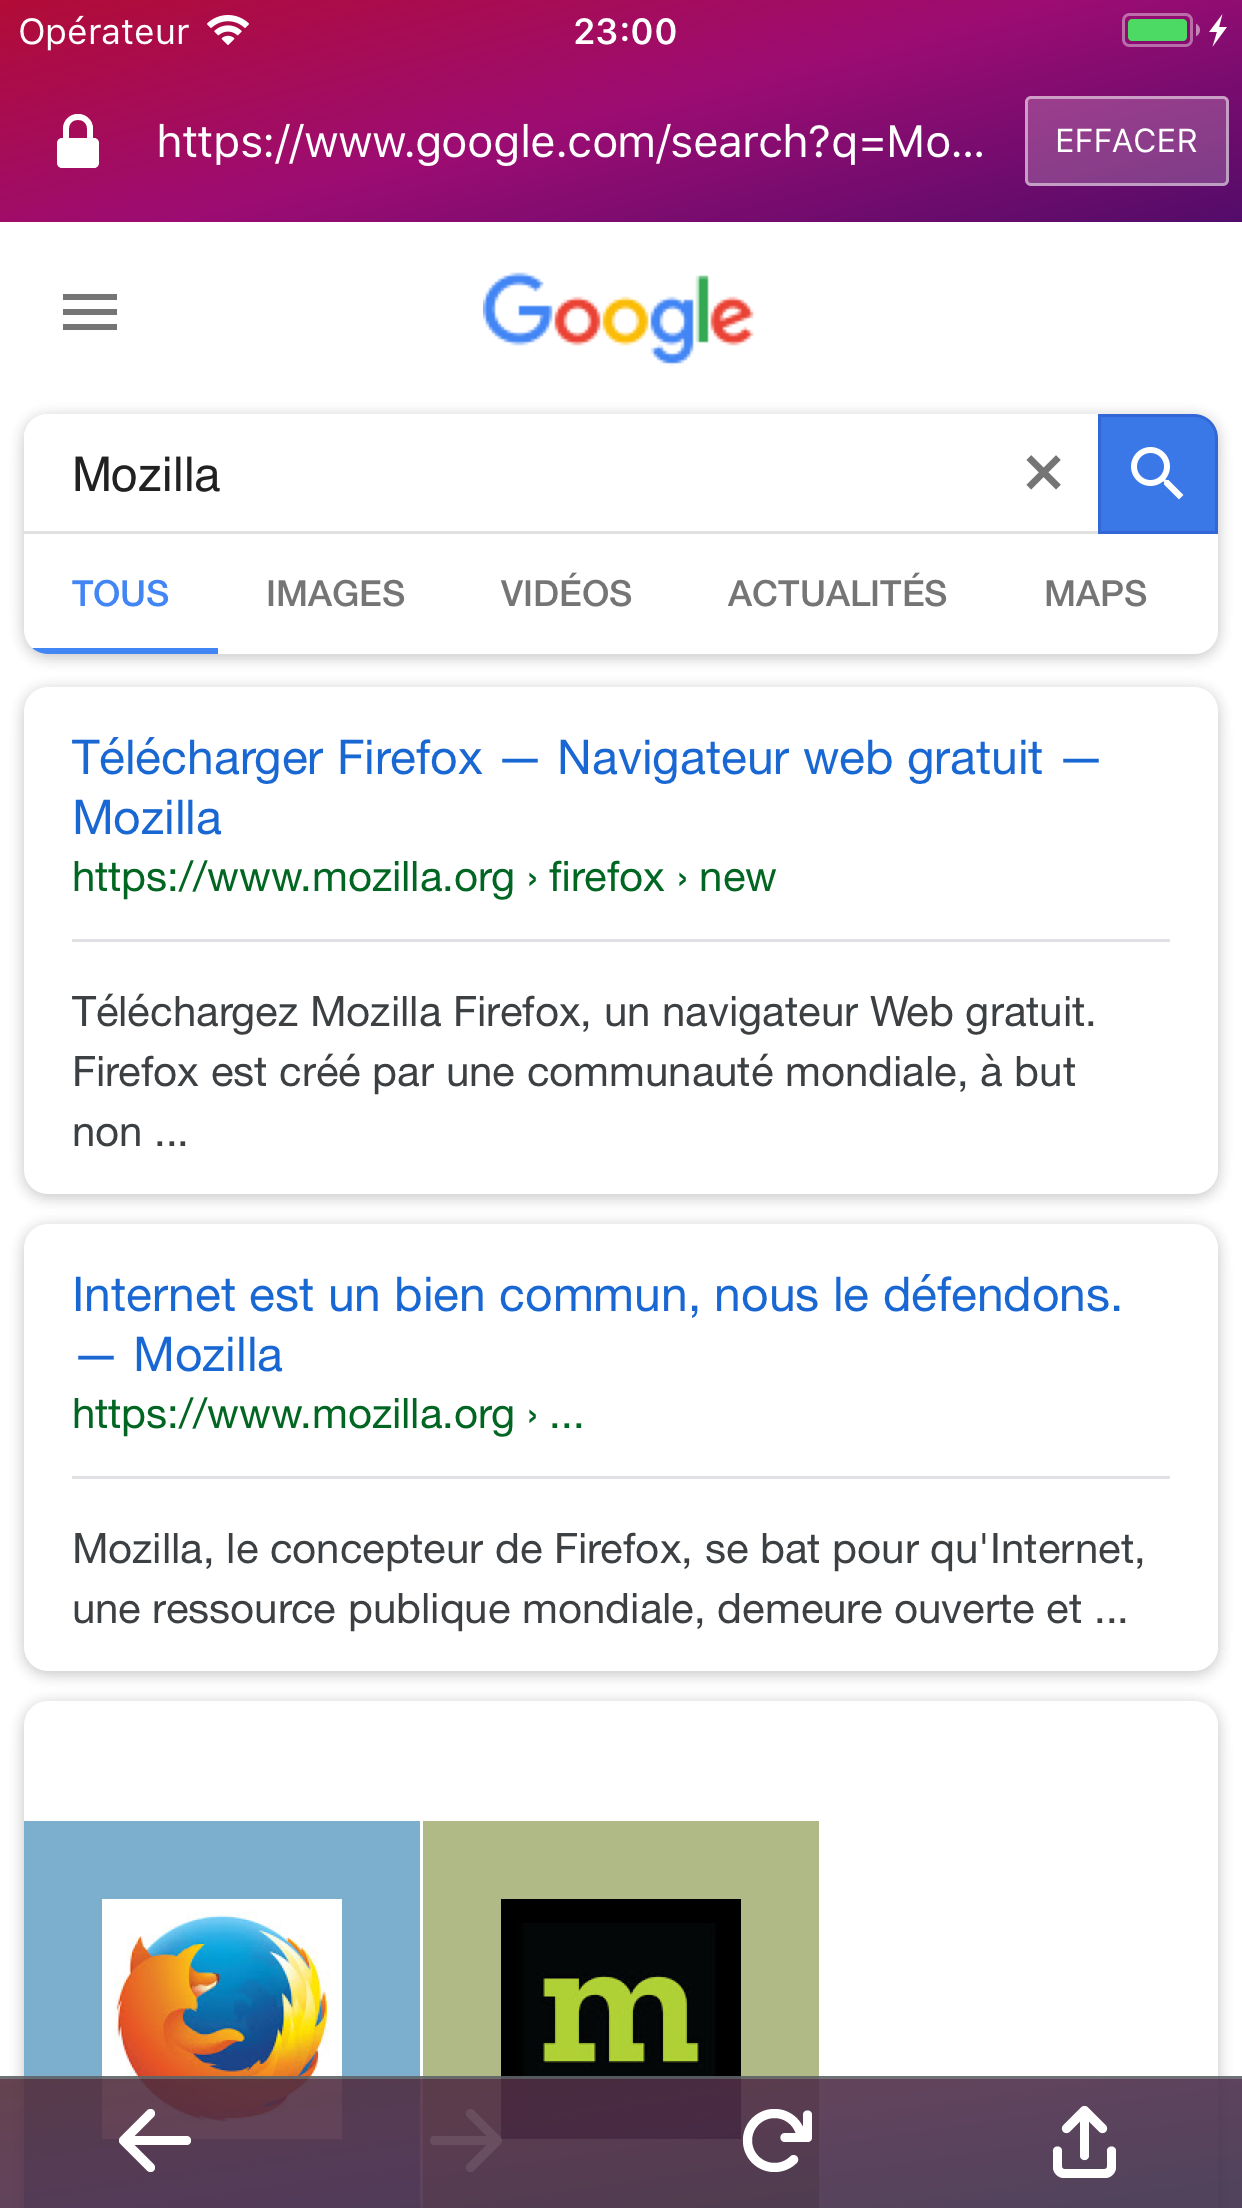 Opérateur 23:00
https://www.google.com/search?q=Mo... EFFACER
Google
Mozilla
TOUS IMAGES VIDÉOS ACTUALITÉS MAPS
Télécharger Firefox — Navigateur web gratuit —
Mozilla
https://www.mozilla.org › firefox › new
Téléchargez Mozilla Firefox, un navigateur Web gratuit.
Firefox est créé par une communauté mondiale, à but
non ...
Internet est un bien commun, nous le défendons.
— Mozilla
https://www.mozilla.org › ...
Mozilla, le concepteur de Firefox, se bat pour qu'Internet,
une ressource publique mondiale, demeure ouverte et ...
m